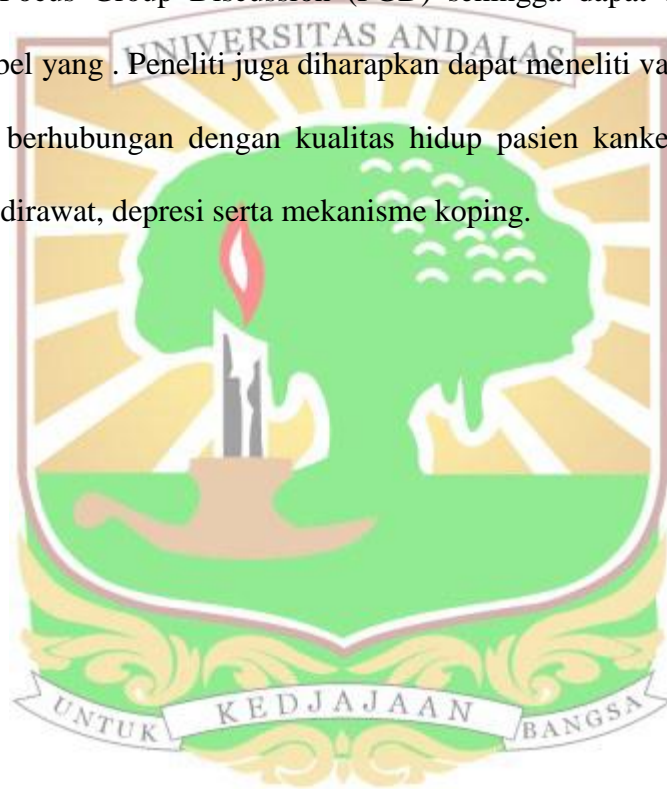 Focus Group Discussion (FGD) sehingga dapat
UNIVERSITAS ANDALAS
bel yang . Peneliti juga diharapkan dapat meneliti va
berhubungan dengan kualitas hidup pasien kanke
dirawat, depresi serta mekanisme koping.
UNTUK KEDJAJAAN BANGSA